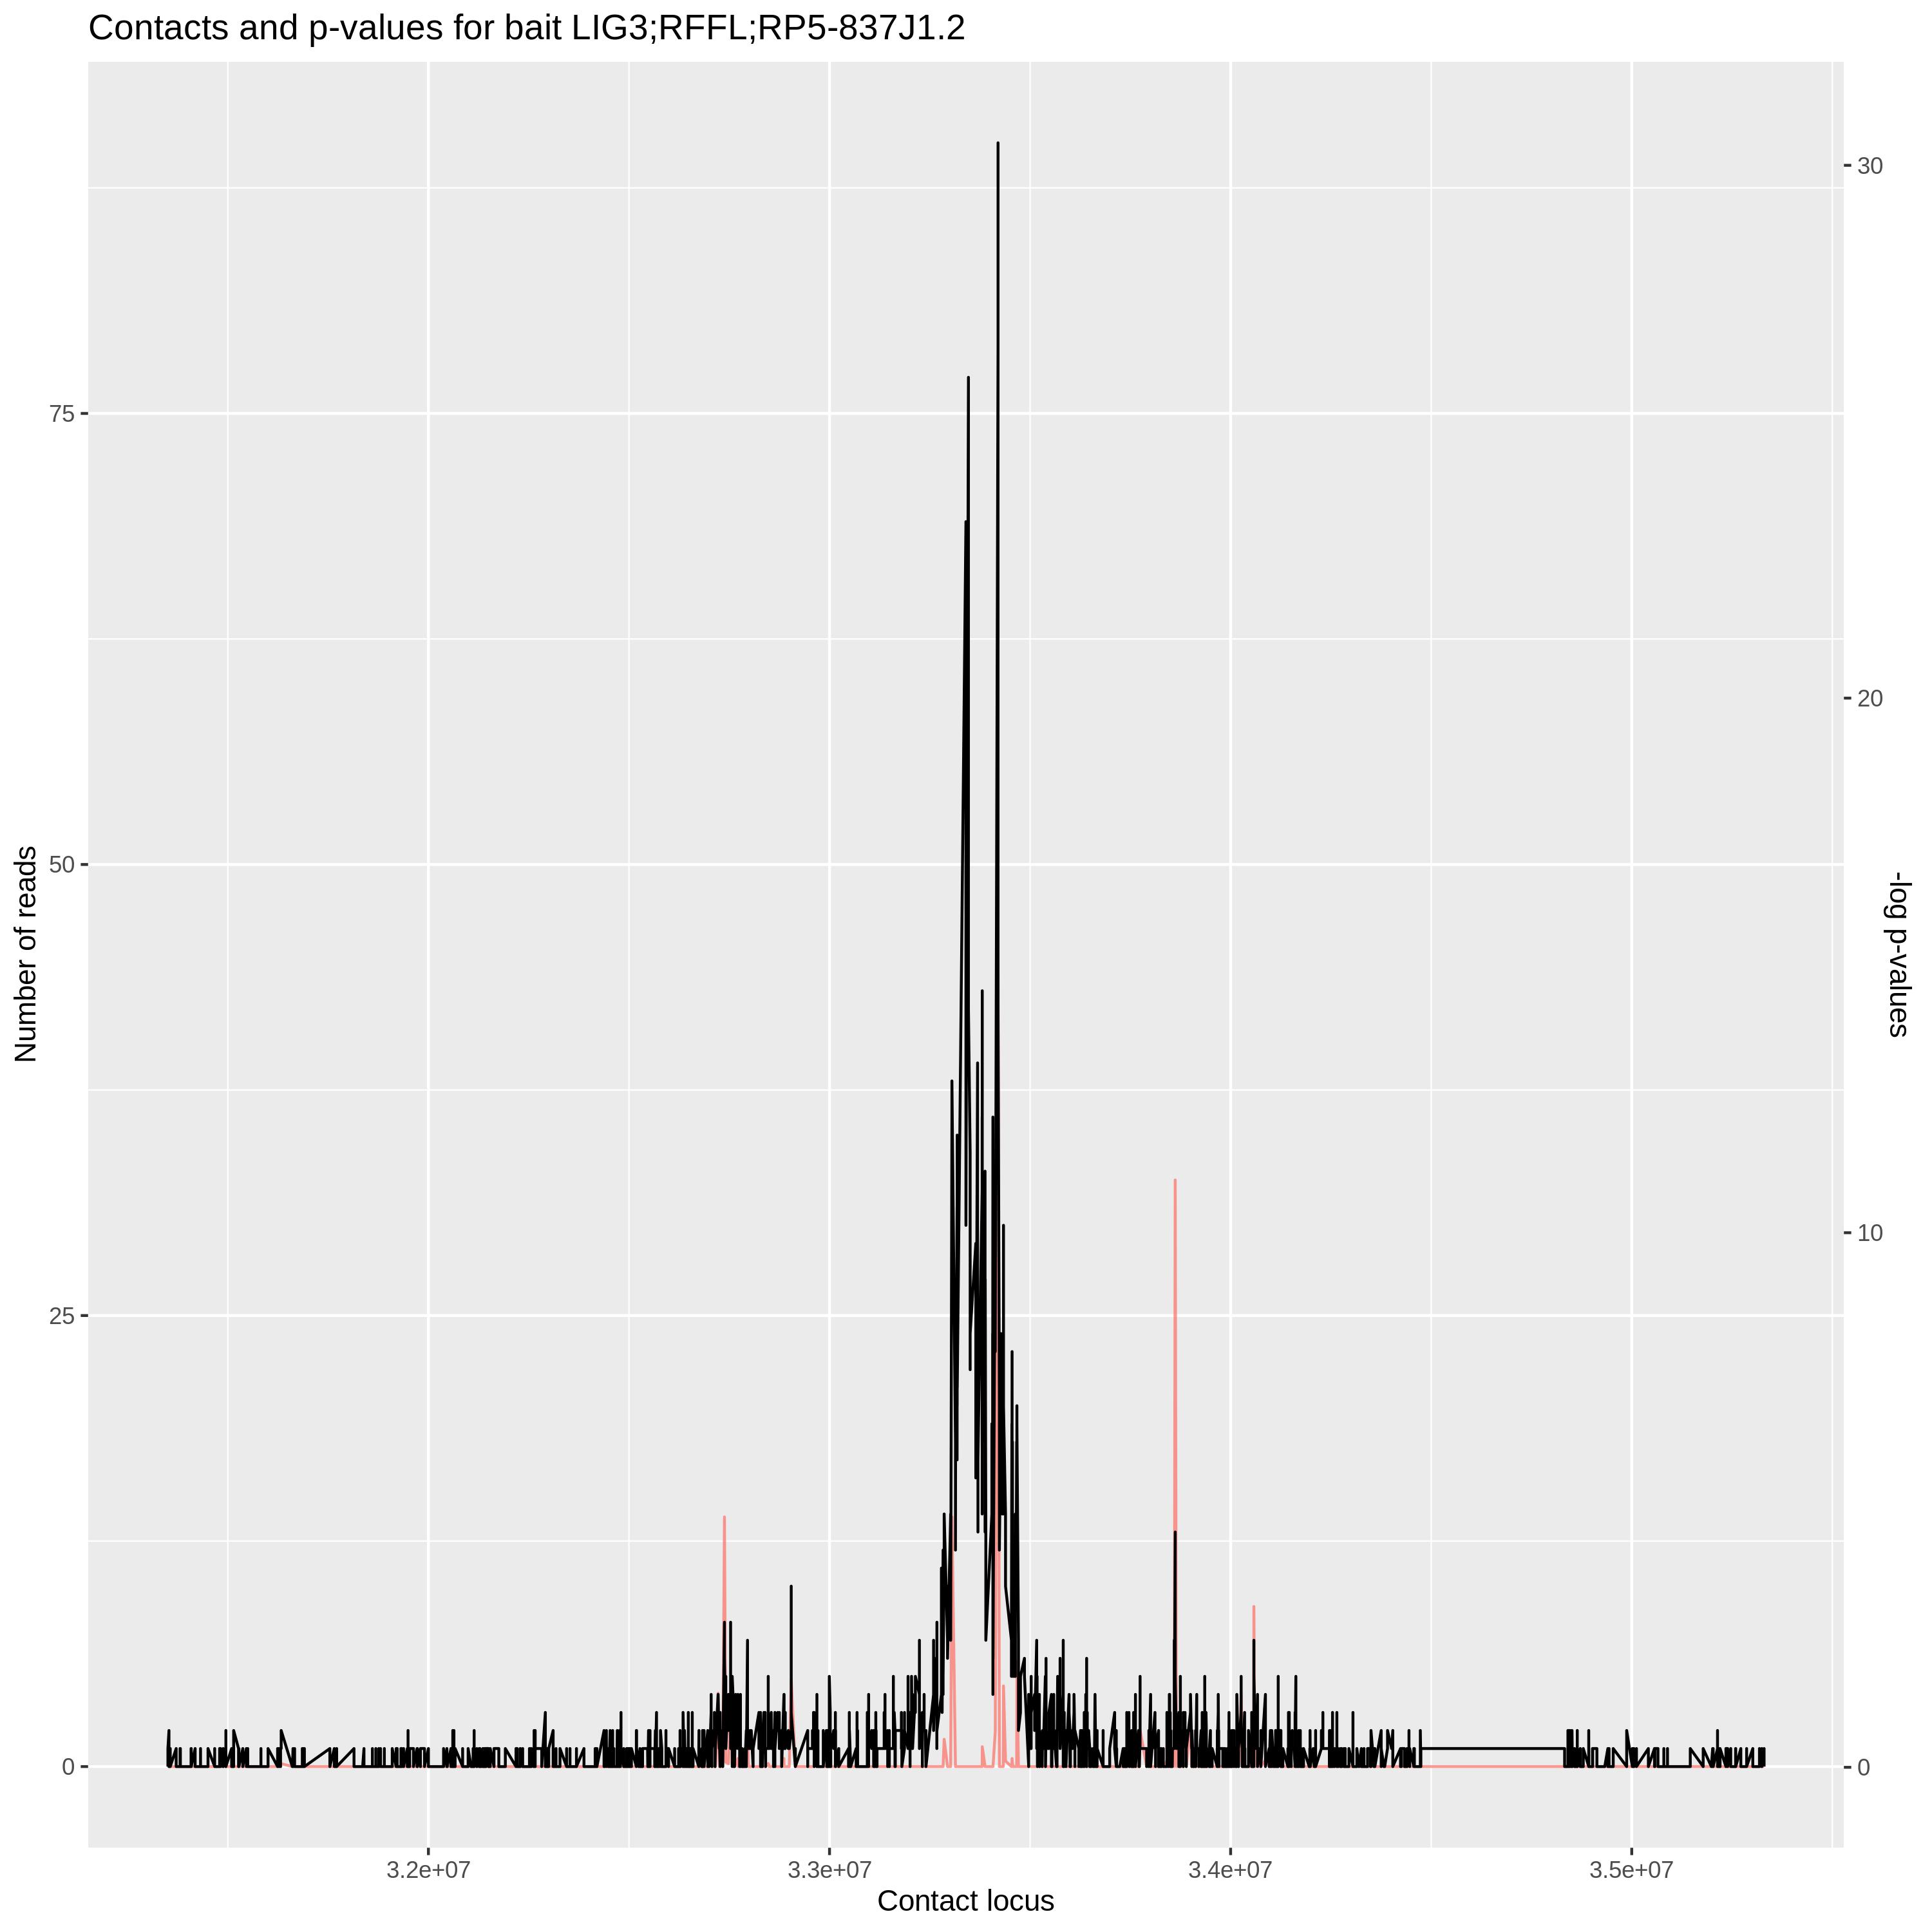 Contacts and p-values for bait LIG3;RFFL;RP5-837J1.2
Number of reads
75
50
25
0
30
20
10
0
-log p-values
3.2e+07 3.3e+07 3.4e+07 3.5e+07
Contact locus